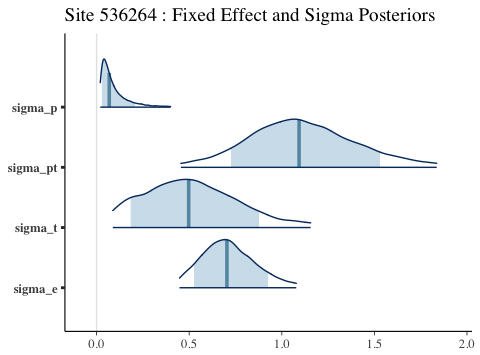 Site 536264 : Fixed Effect and Sigma Posteriors
sigma_p
sigma_pt
sigma_t
sigma_e
0.0 0.5 1.0 1.5 2.0